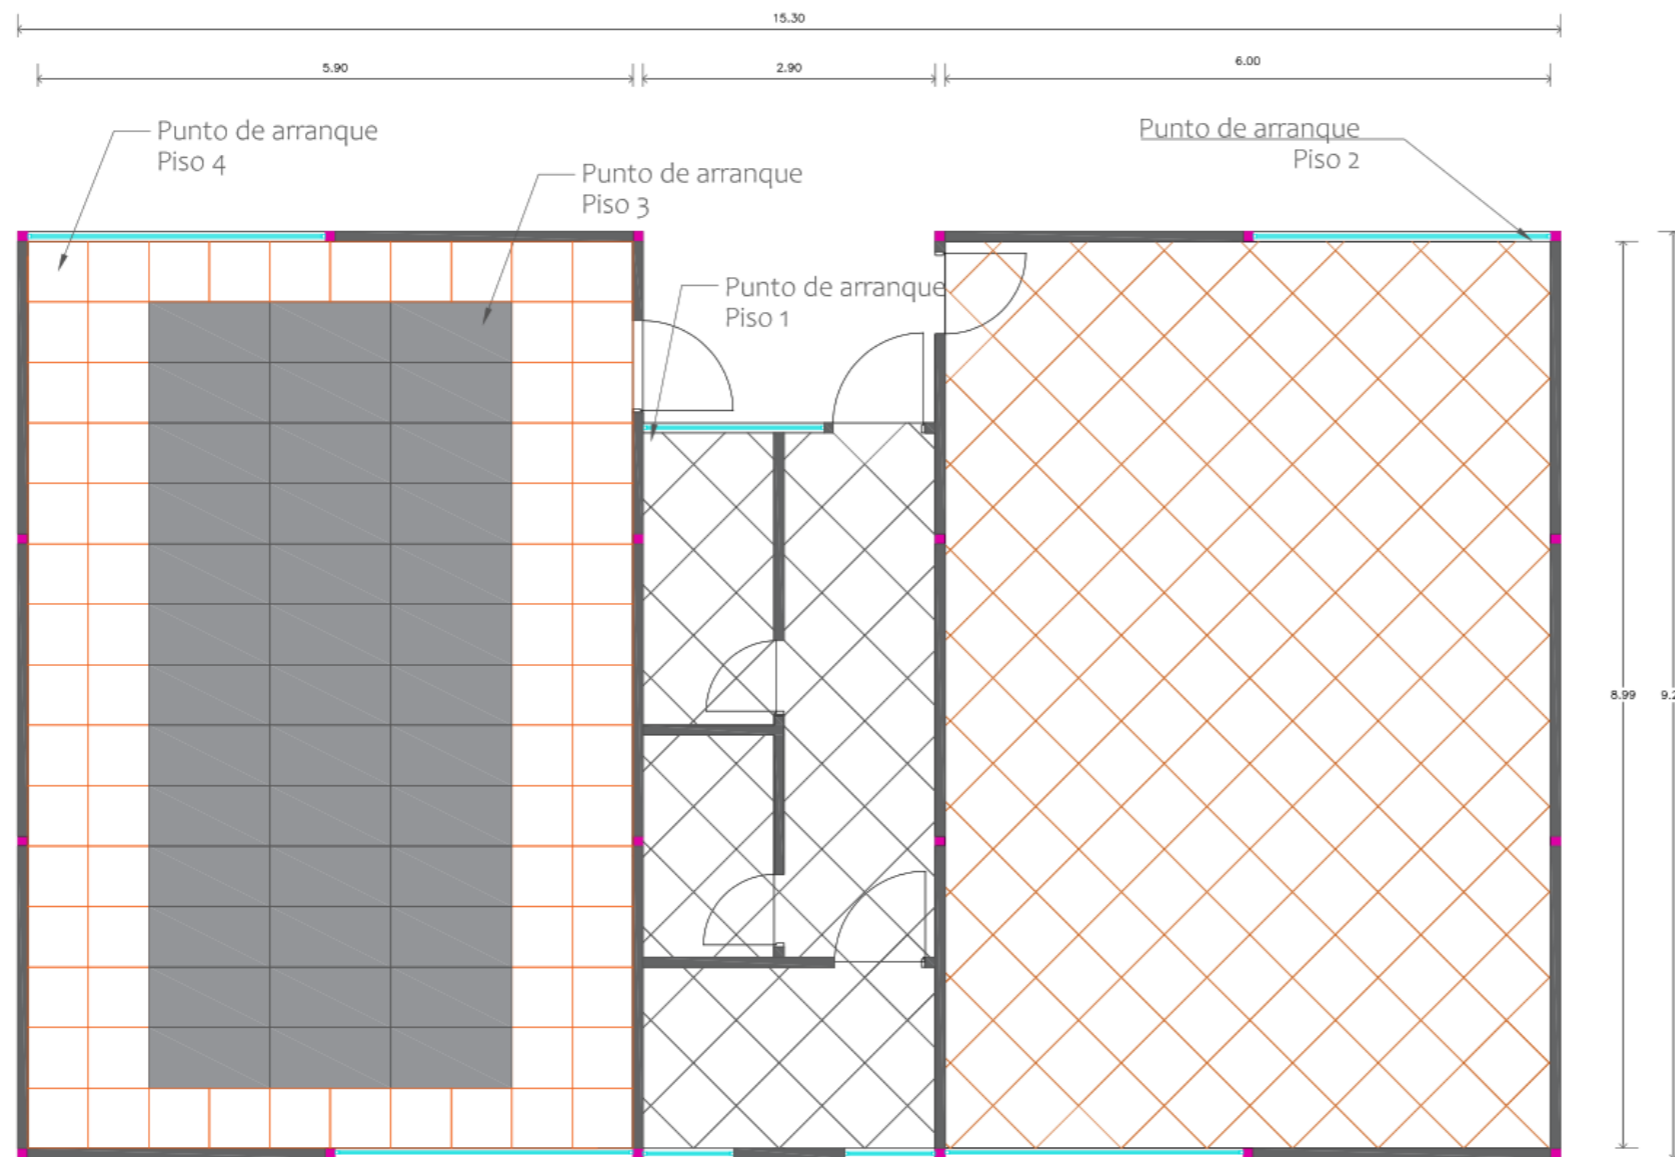 15.30
5.90
2.90
6.00
Punto de arranque
Piso 4
Punto de arranque
Piso 2
Punto de arranque
Piso 3
Punto de arranque
Piso 1
8.99